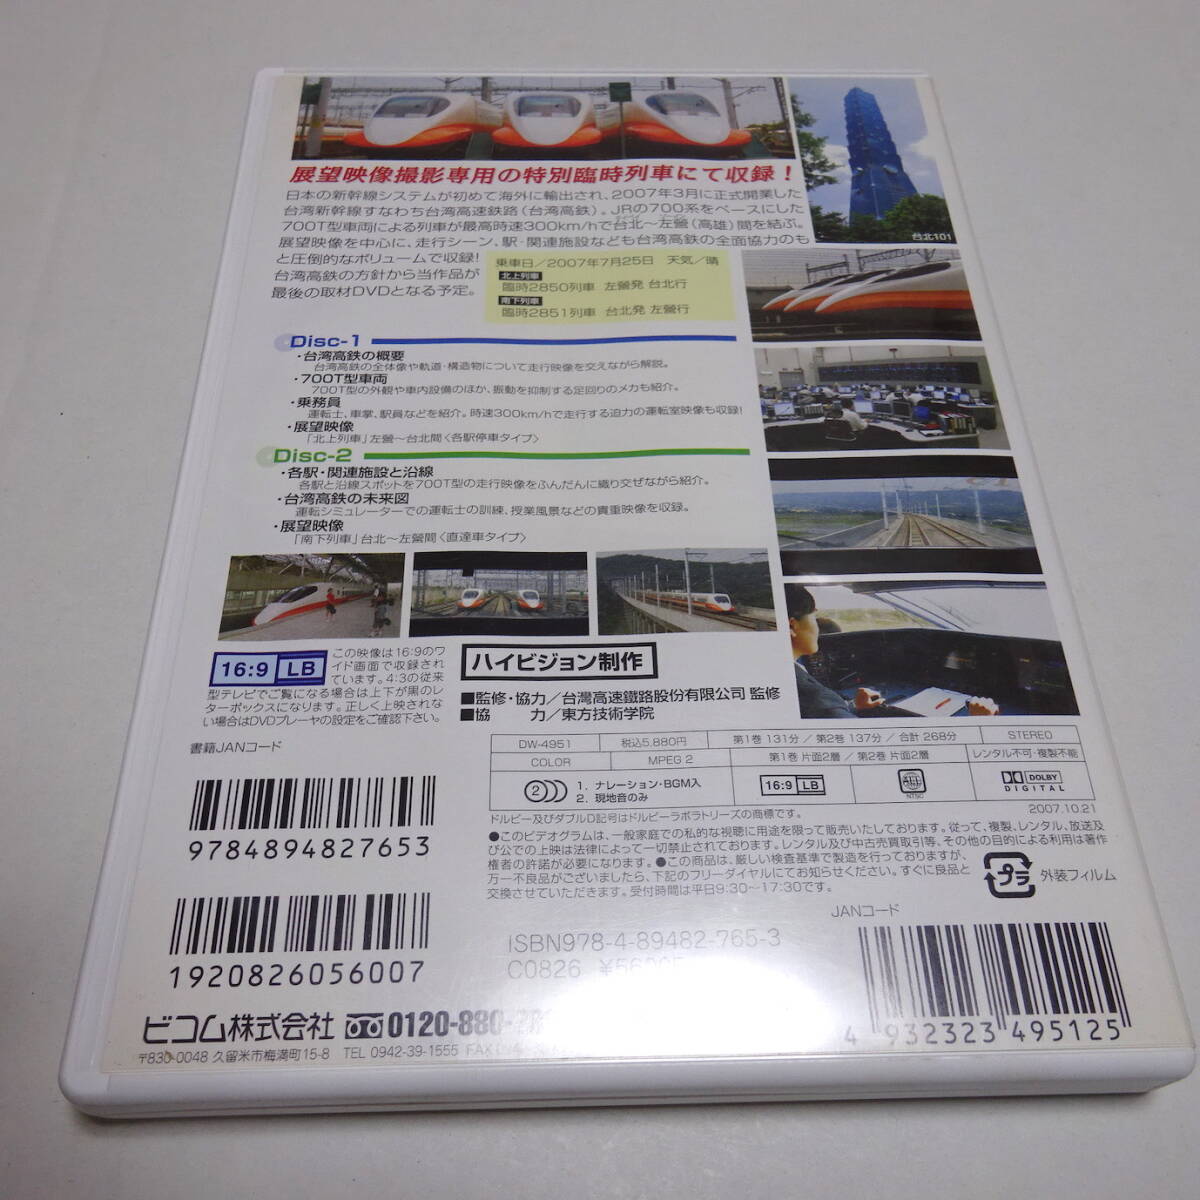 展望映像撮影専用の特別臨時列車にて収録！
台北101
日本の新幹線システムが初めて海外に輸出され、2007年3月に正式開業した
台湾新幹線すなわち台湾高速鉄路（台湾高鉄）。JRの700系をベースにした
700T型車両による列車が最高時速300km/hで台北～左營（高雄）間を結ぶ。
展望映像を中心に、走行シーン、駅・関連施設なども台湾高鉄の全面協力のも
と圧倒的なボリュームで収録！
台湾高鉄の方針から当作品が
最後の取材DVDとなる予定。
乗車日／2007年7月25日 天気／晴
北上列車
臨時2850列車 左營発 台北行
南下列車
臨時2851列車 台北発 左營行
Disc-1
・台湾高鉄の概要
台湾高鉄の全体像や軌道・構造物について走行映像を交えながら解説。
・700T型車両
700T型の外観や車内設備のほか、振動を抑制する足回りのメカも紹介。
・乗務員
運転士、車掌、駅員などを紹介。時速300km/hで走行する迫力の運転室映像も収録！
・展望映像
「北上列車」左營～台北間〈各駅停車タイプ〉
Disc-2
・各駅・関連施設と沿線
各駅と沿線スポットを700T型の走行映像をふんだんに織り交ぜながら紹介。
・台湾高鉄の未来図
運転シミュレーターでの運転士の訓練、授業風景などの貴重映像を収録。
・展望映像
「南下列車」台北～左營間〈直達車タイプ〉
16:9 LB
この映像は16:9のワ
イド画面で収録され
ています。4:3の従来
型テレビでご覧になる場合は上下が黒のレ
ターボックスになります。正しく上映されな
い場合はDVDプレーヤの設定をご確認下さい。
ハイビジョン制作
■監修・協力／台灣高速鐵路股份有限公司 監修
■協　　力／東方技術学院
DW-4951 税込5,880円 第1巻 131分 ／ 第2巻 137分 ／ 合計 268分 STEREO
COLOR MPEG 2 第1巻 片面2層 ／ 第2巻 片面2層 レンタル不可・複製不能
2 1. ナレーション・BGM入
2. 現地音のみ
16:9 LB
ALL
NTSC
DOLBY
DIGITAL
ドルビー及びダブルD記号はドルビーラボラトリーズの商標です。
2007.10.21
●このビデオグラムは、一般家庭での私的な視聴に用途を限って販売いたしております。従って、複製、レンタル、放送及
び公での上映は法律によって一切禁止されております。レンタル及び中古売買取引等、その他の目的による利用は著作
権者の許諾が必要になります。●この商品は、厳しい検査基準で製造を行っておりますが、
万一不良品がございましたら、下記のフリーダイヤルにてお知らせください。すぐに良品と
交換させていただきます。受付時間は平日9:30～17:30です。
プラ
外装フィルム
書籍JANコード
9784894827653
1920826056007
ISBN978-4-89482-765-3
C0826
JANコード
4 932323 495125
ビコム株式会社 0120-880-
〒830-0048 久留米市梅満町15-8 TEL 0942-39-1555 FAX